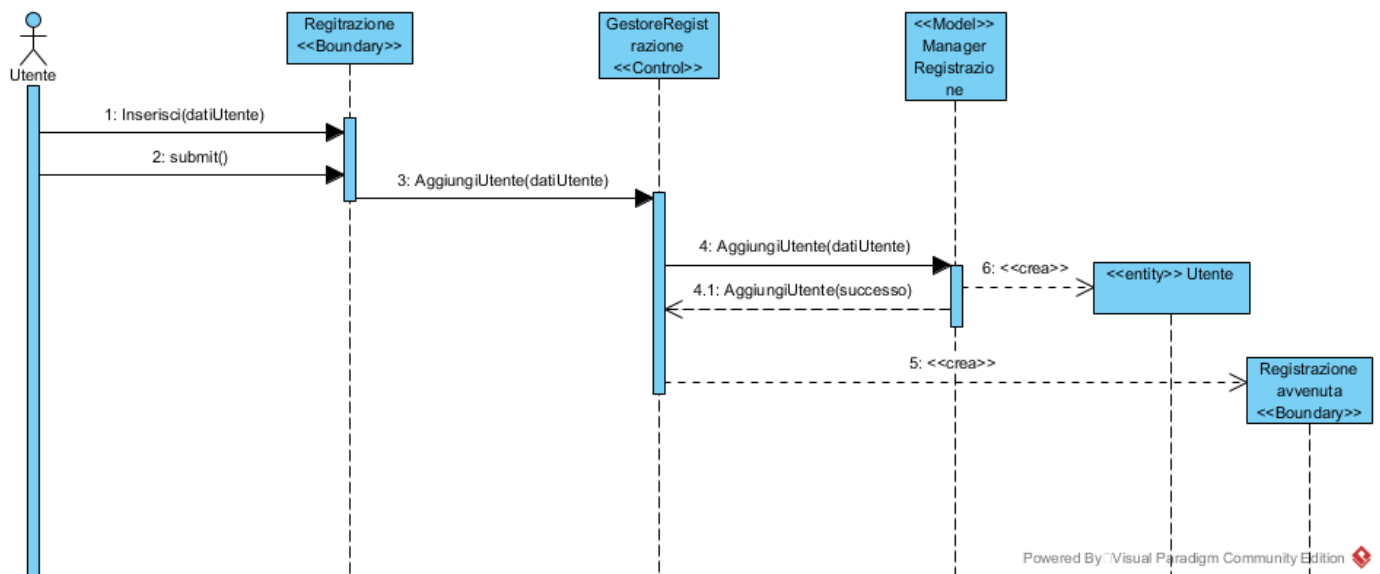 Utente
Regitrazione
<<Boundary>>
GestoreRegist
razione
<<Control>>
<<Model>>
Manager
Registrazio
ne
1: Inserisci(datiUtente)
2: submit()
3: AggiungiUtente(datiUtente)
4: AggiungiUtente(datiUtente)
6: <<crea>>
<<entity>> Utente
4.1: AggiungiUtente(successo)
5: <<crea>>
Registrazione
avvenuta
<<Boundary>>
Powered By Visual Paradigm Community Edition